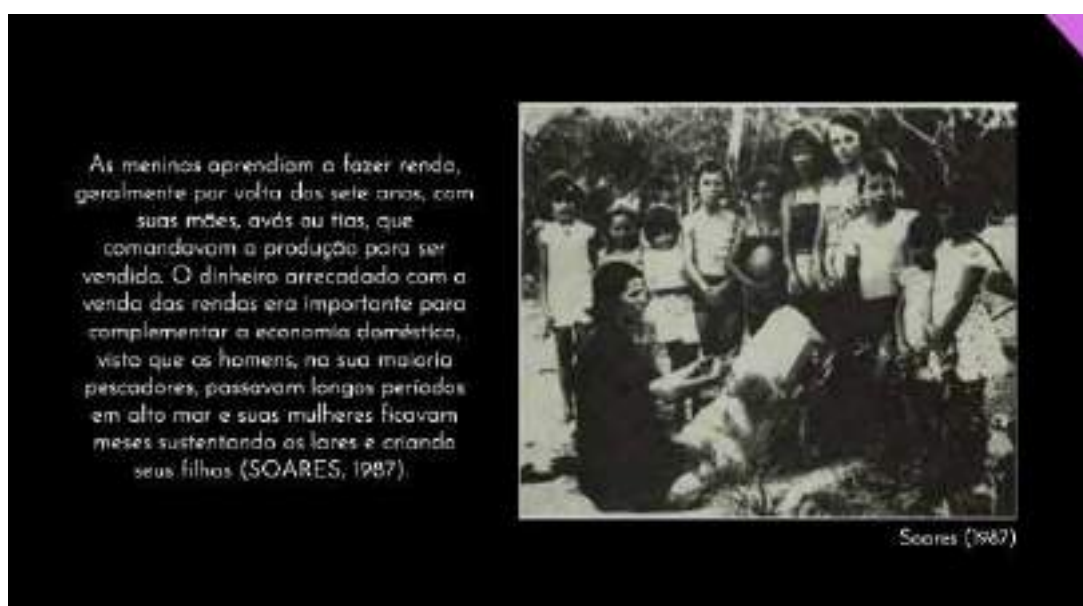 As meninas aprendiam a fazer renda,
geralmente por volta dos sete anos, com
suas mães, avós ou tias, que
comandavam a produção para ser
vendida. O dinheiro arrecadado com a
venda das rendas era importante para
complementar a economia doméstica,
visto que os homens, na sua maioria
pescadores, passavam longos períodos
em alto mar e suas mulheres ficavam
meses sustentando os lares e criando
seus filhos (SOARES, 1987).
Soares (1987)